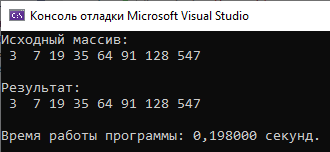 Консоль отладки Microsoft Visual Studio
Исходный массив:
3 7 19 35 64 91 128 547
Результат:
3 7 19 35 64 91 128 547
Время работы программы: 0,198000 секунд.